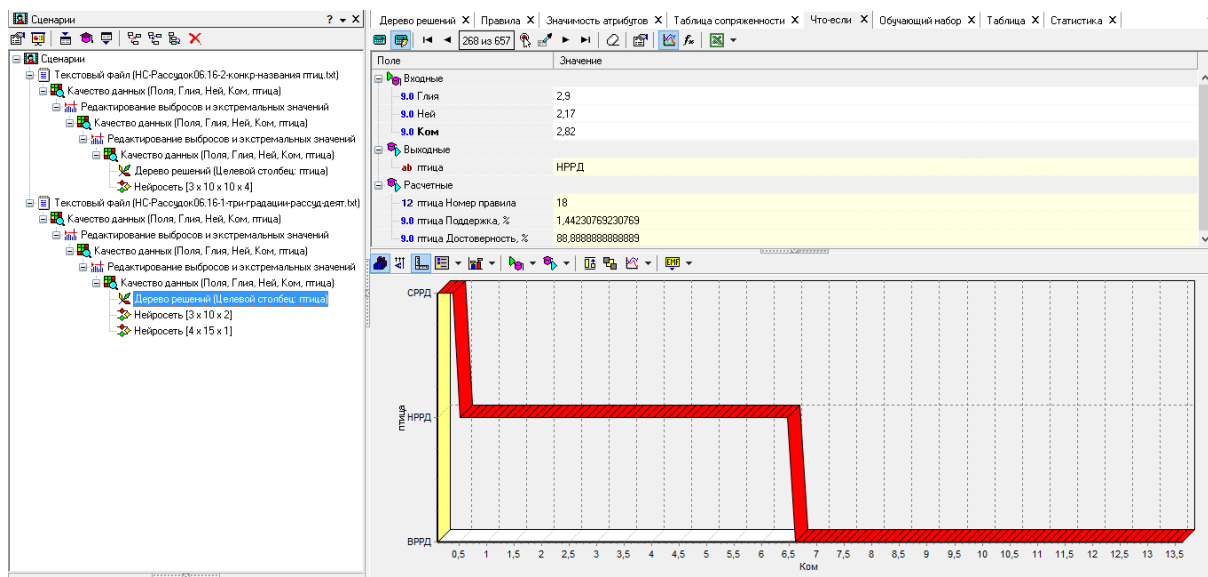 Сценарии
Сценарии
Текстовый файл (НС-Рассудок06.16-2-конкр-названия птиц.txt)
Качество данных (Поля, Глия, Ней, Ком, птица)
Редактирование выбросов и экстремальных значений
Качество данных (Поля, Глия, Ней, Ком, птица)
Редактирование выбросов и экстремальных значений
Качество данных (Поля, Глия, Ней, Ком, птица)
Дерево решений (Целевой столбец: птица)
Нейросеть [3 x 10 x 10 x 4]
Текстовый файл (НС-Рассудок06.16-1-три-градации-рассуд-деят.txt)
Качество данных (Поля, Глия, Ней, Ком, птица)
Редактирование выбросов и экстремальных значений
Качество данных (Поля, Глия, Ней, Ком, птица)
Редактирование выбросов и экстремальных значений
Качество данных (Поля, Глия, Ней, Ком, птица)
Дерево решений (Целевой столбец: птица)
Нейросеть [3 x 10 x 2]
Нейросеть [4 x 15 x 1]
Дерево решений X Правила X Значимость атрибутов X Таблица сопряженности X Что-если X Обучающий набор X Таблица X Статистика X
268 из 657
Поле Значение
Входные
9.0 Глия 2,9
9.0 Ней 2,17
9.0 Ком 2,82
Выходные
ab птица НРРД
Расчетные
12 птица Номер правила 18
9.0 птица Поддержка, % 1,44230769230769
9.0 птица Достоверность, % 88,8888888888889
СРРД
НРРД
ВРРД
птица
0,5 1 1,5 2 2,5 3 3,5 4 4,5 5 5,5 6 6,5 7 7,5 8 8,5 9 9,5 10 10,5 11 11,5 12 12,5 13 13,5
Ком